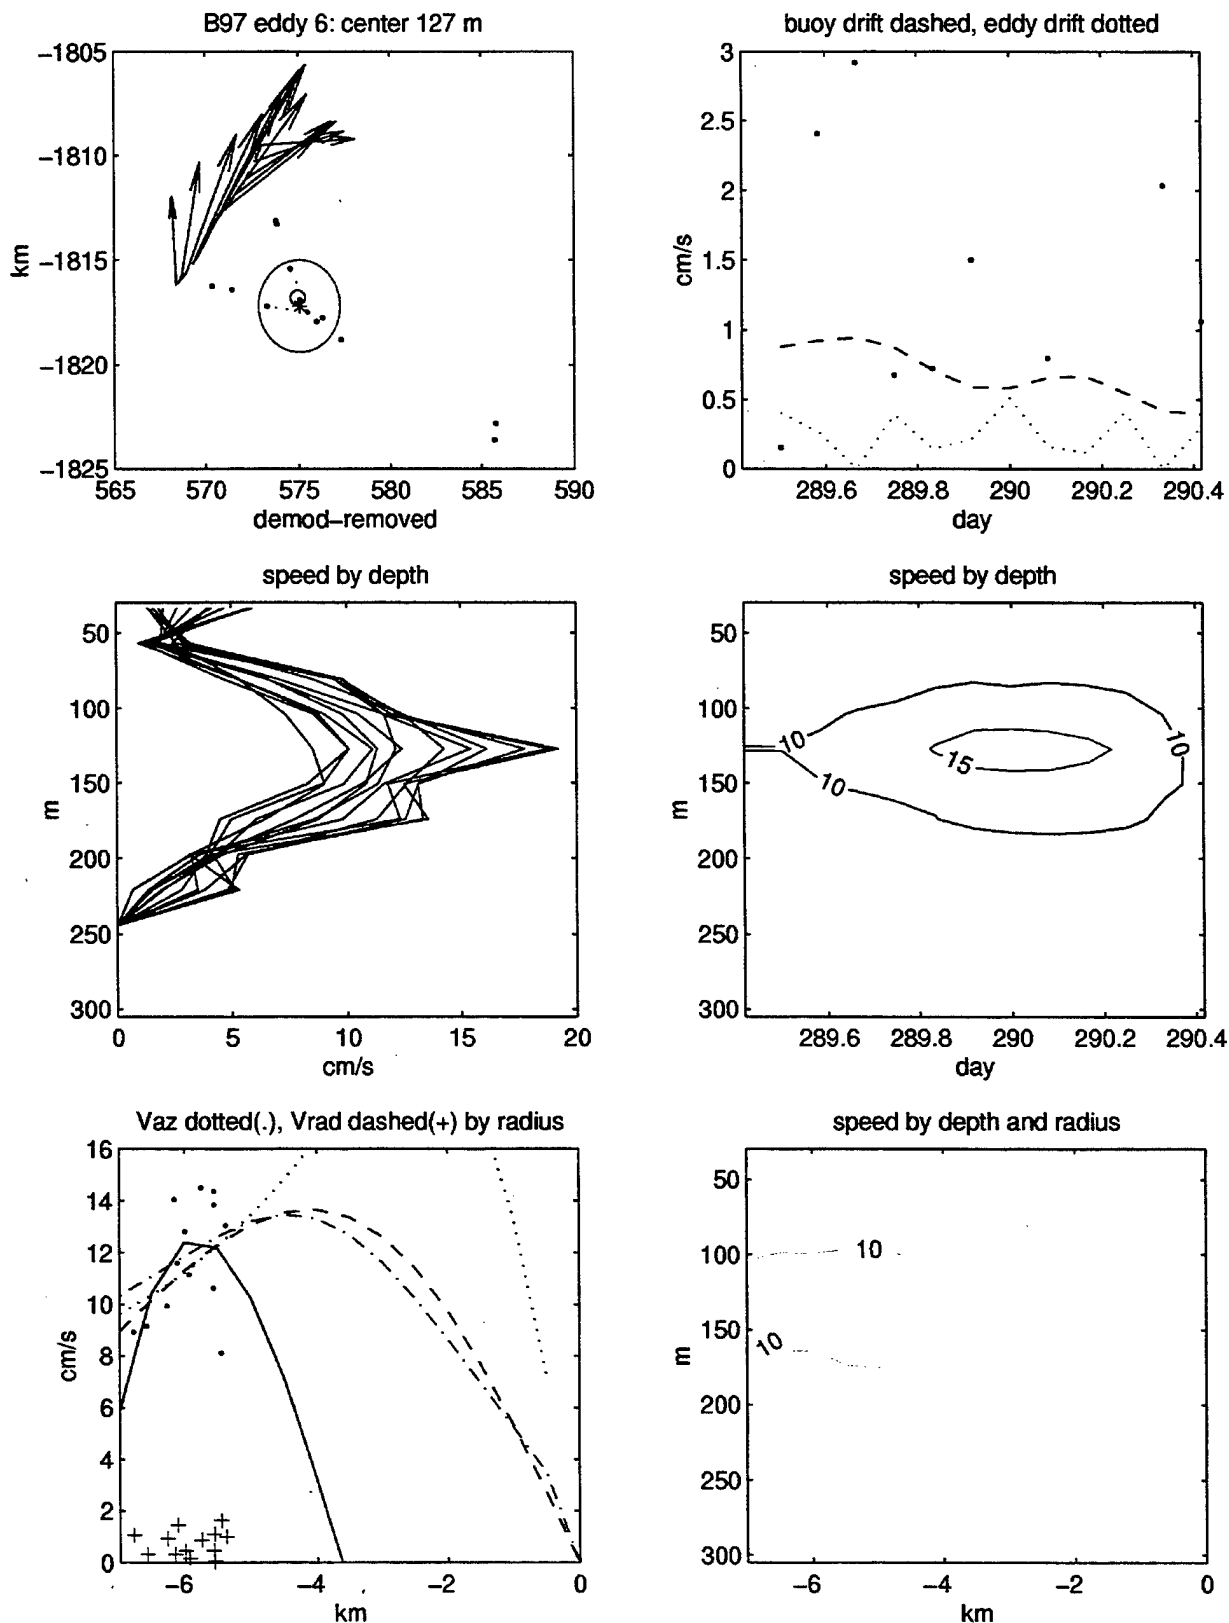 B97 eddy 6: center 127 m
−1805
−1810
−1815
−1820
−1825
km
565 570 575 580 585 590
demod−removed
buoy drift dashed, eddy drift dotted
3
2.5
2
1.5
1
0.5
0
cm/s
289.6 289.8 290 290.2 290.4
day
speed by depth
50
100
150
200
250
300
m
0 5 10 15 20
cm/s
speed by depth
50
100
150
200
250
300
m
10
10
10
15
289.6 289.8 290 290.2 290.4
day
Vaz dotted(.), Vrad dashed(+) by radius
16
14
12
10
8
6
4
2
0
cm/s
−6 −4 −2 0
km
speed by depth and radius
50
100
150
200
250
300
m
10
10
−6 −4 −2 0
km